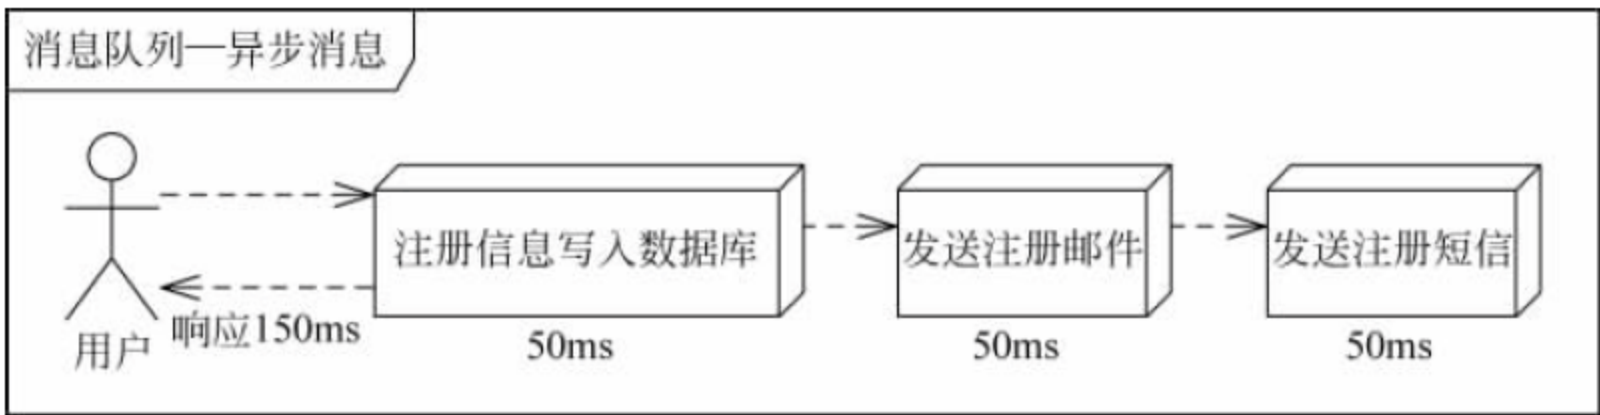 消息队列—异步消息
注册信息写入数据库
发送注册邮件
发送注册短信
响应150ms
用户
50ms
50ms
50ms